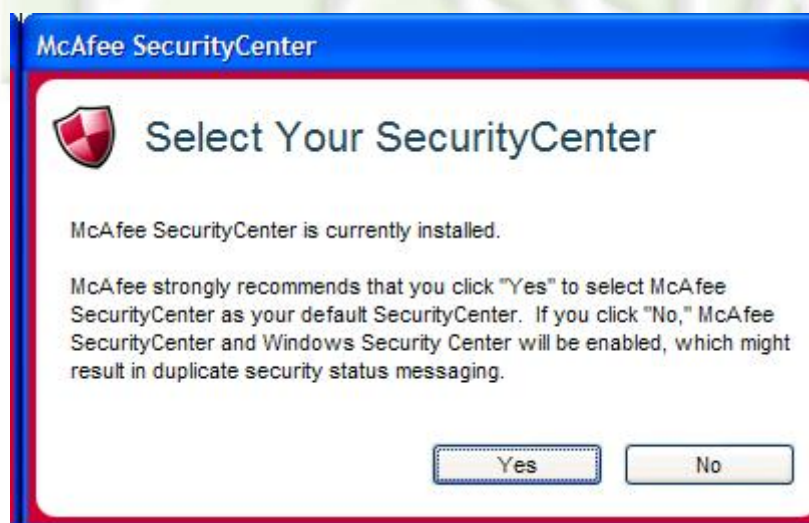 McAfee SecurityCenter
Select Your SecurityCenter
McAfee SecurityCenter is currently installed.
McAfee strongly recommends that you click "Yes" to select McAfee
SecurityCenter as your default SecurityCenter.  If you click "No," McAfee
SecurityCenter and Windows Security Center will be enabled, which might
result in duplicate security status messaging.
Yes
No